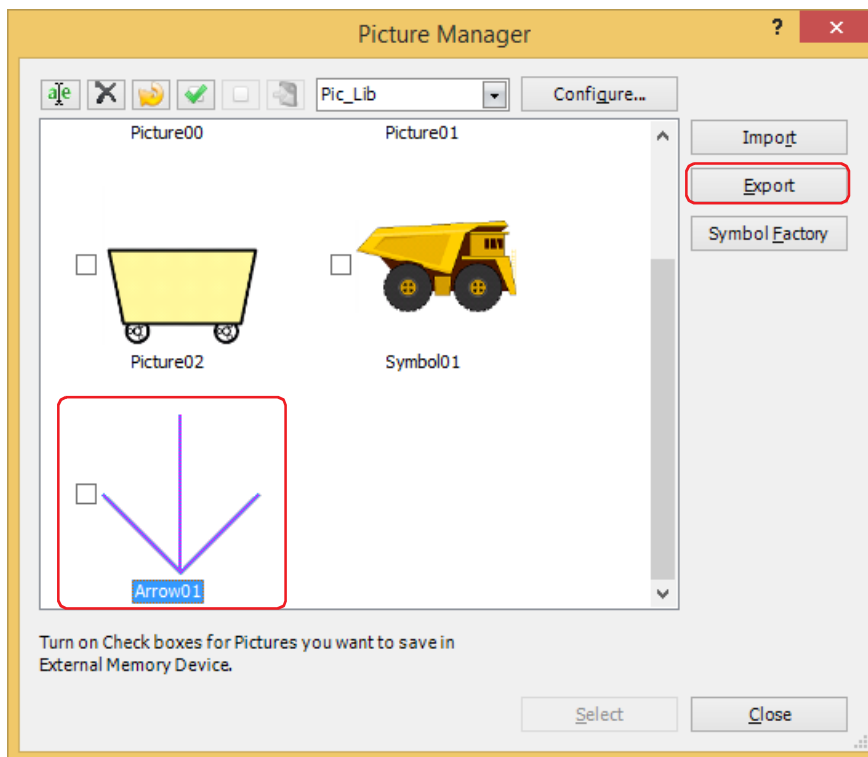 Picture Manager
?
aIe
Pic_Lib
Configure...
Picture00
Picture01
Import
Export
Symbol Factory
Picture02
Symbol01
Arrow01
Turn on Check boxes for Pictures you want to save in
External Memory Device.
Select
Close